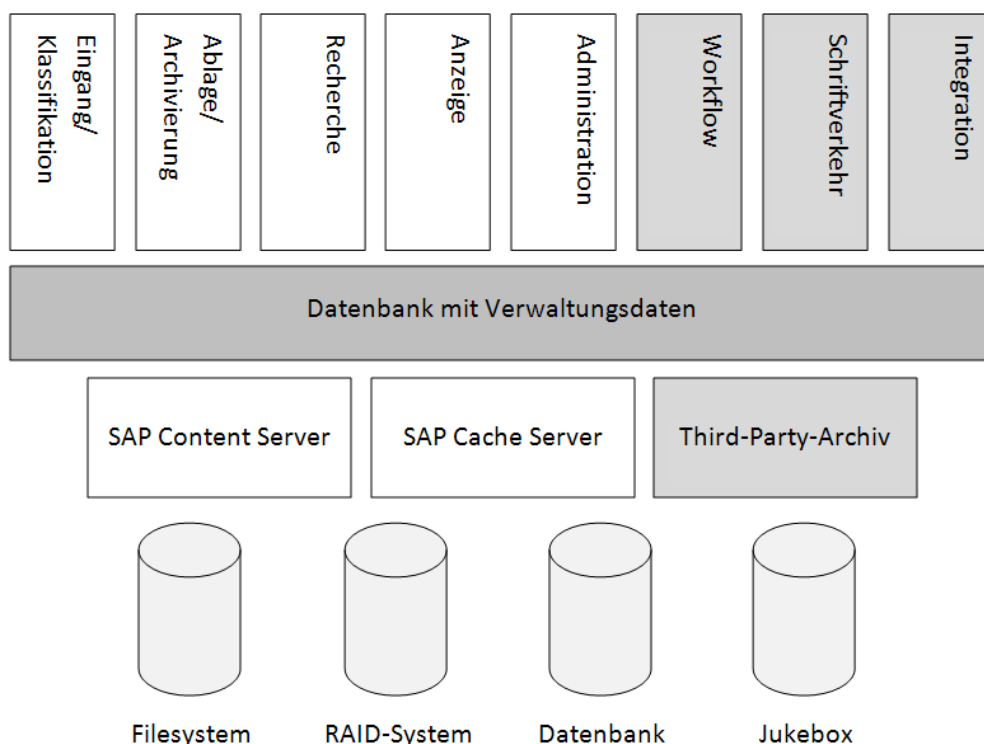 Eingang/
Klassifikation
Ablage/
Archivierung
Recherche
Anzeige
Administration
Workflow
Schriftverkehr
Integration
Datenbank mit Verwaltungsdaten
SAP Content Server
SAP Cache Server
Third-Party-Archiv
Filesystem
RAID-System
Datenbank
Jukebox